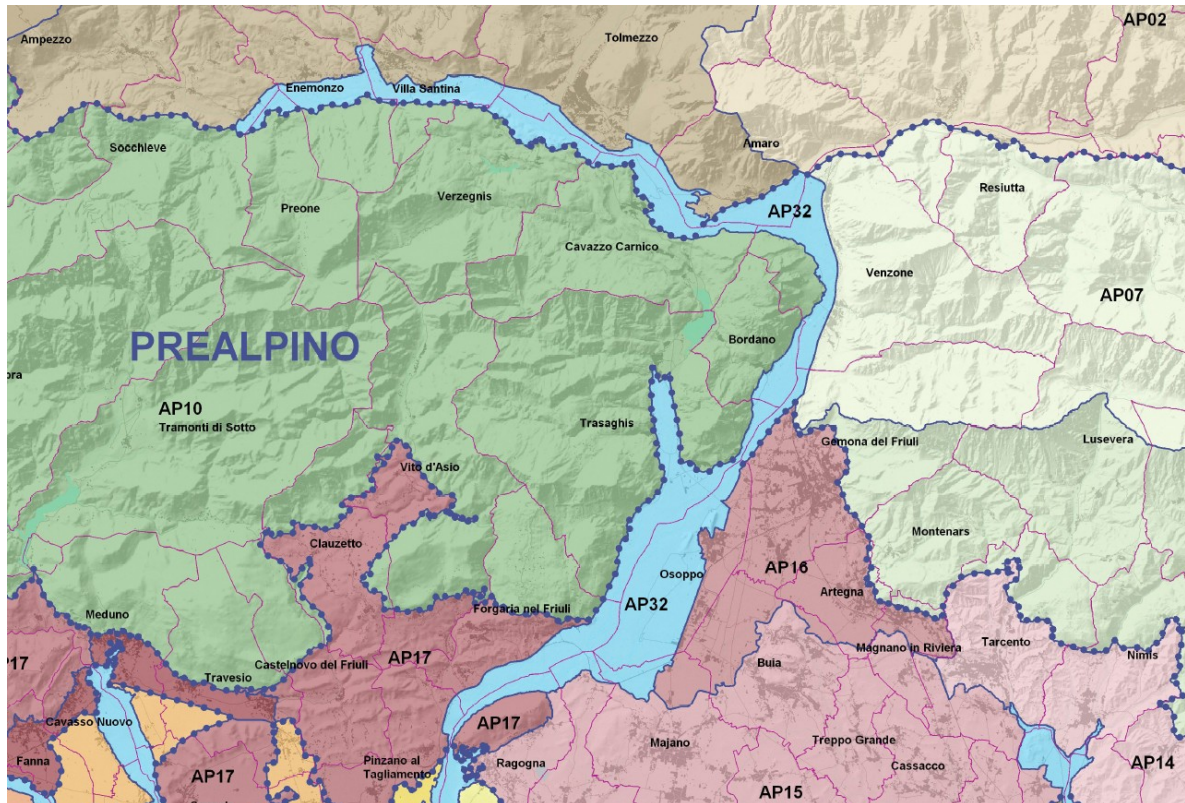 AP02
Ampezzo
Tolmezzo
Enemonzo
Villa Santina
Socchieve
Amaro
Resiutta
Verzegnis
Preone
AP32
Cavazzo Carnico
Venzone
AP07
PREALPINO
Bordano
ora
AP10
Tramonti di Sotto
Trasaghis
Gemona del Friuli
Lusevera
Vito d'Asio
Montenars
Clauzetto
AP16
Osoppo
Artegna
AP32
Meduno
Forgaria nel Friuli
Tarcento
Magnano in Riviera
Nimis
P17
Castelnovo del Friuli
AP17
Buia
Travesio
Cavasso Nuovo
AP17
Majano
Treppo Grande
Fanna
Pinzano al
Tagliamento
Ragogna
Cassacco
AP14
AP17
AP15